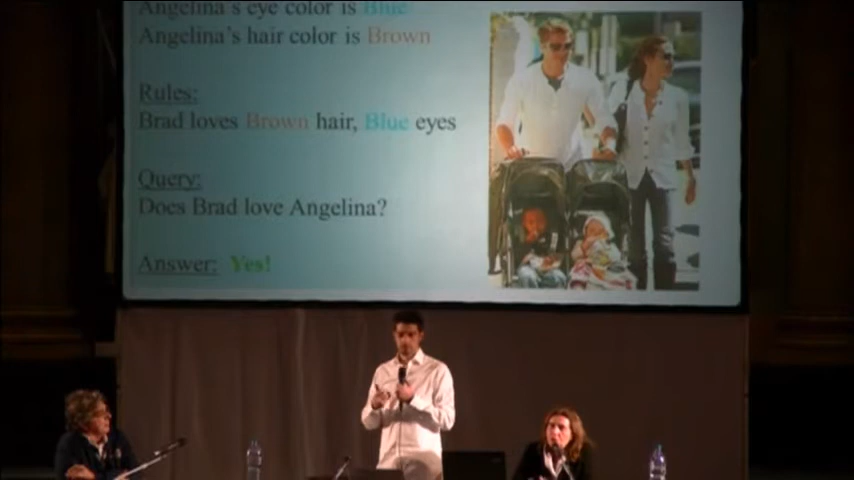 Angelina's eye color is Blue
Angelina's hair color is Brown
Rules:
Brad loves Brown hair, Blue eyes
Query:
Does Brad love Angelina?
Answer: Yes!